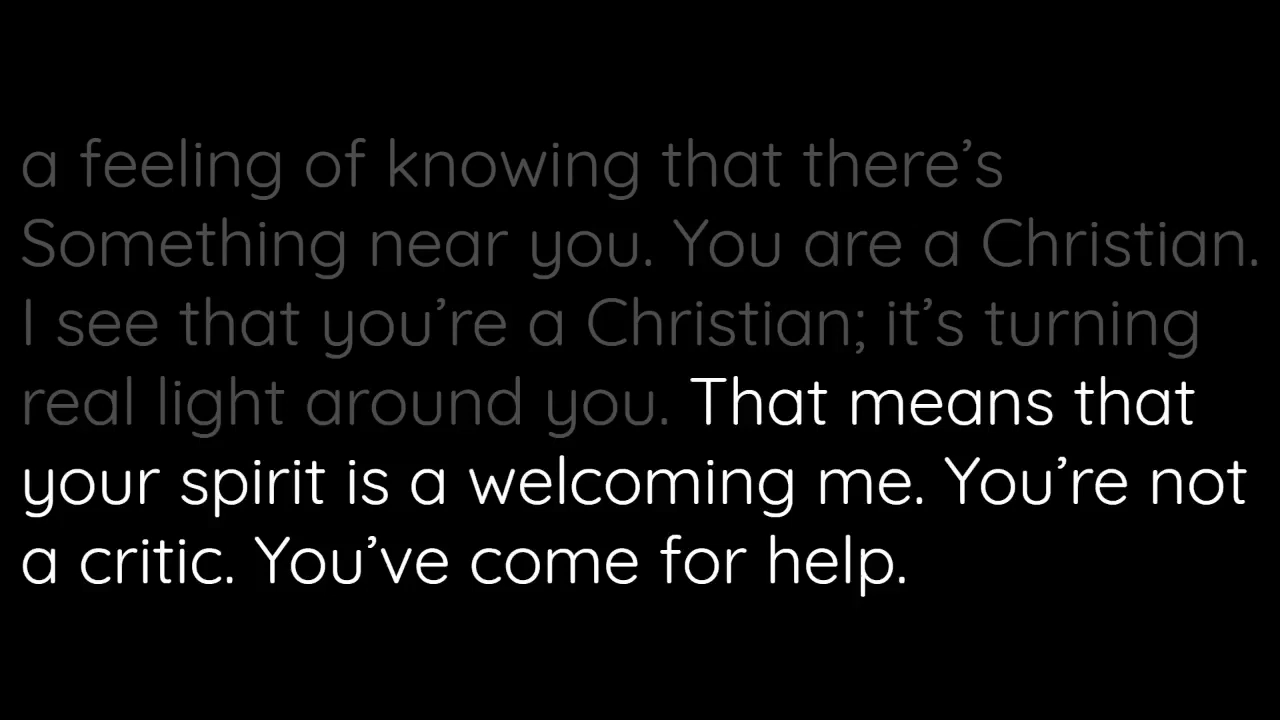 a feeling of knowing that there’s
Something near you. You are a Christian.
I see that you’re a Christian; it’s turning
real light around you. That means that
your spirit is a welcoming me. You’re not
a critic. You’ve come for help.